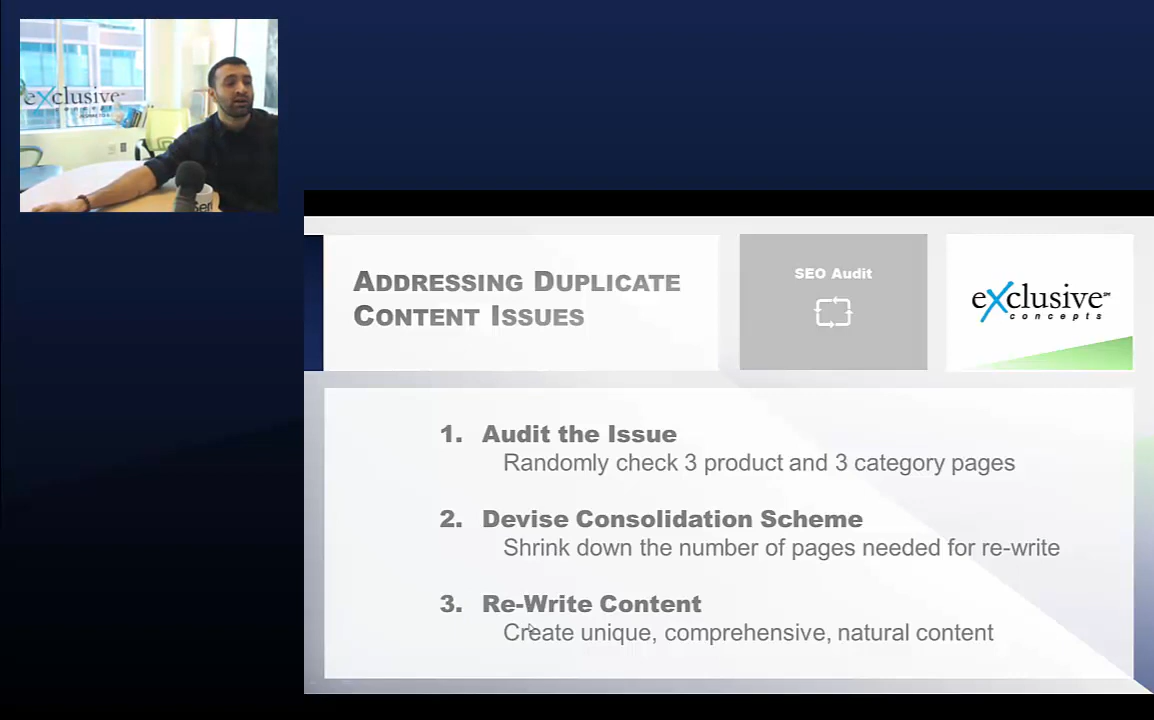 exclusive
ADDRESSING DUPLICATE
CONTENT ISSUES
SEO Audit
exclusive
concepts
1. Audit the Issue
Randomly check 3 product and 3 category pages
2. Devise Consolidation Scheme
Shrink down the number of pages needed for re-write
3. Re-Write Content
Create unique, comprehensive, natural content